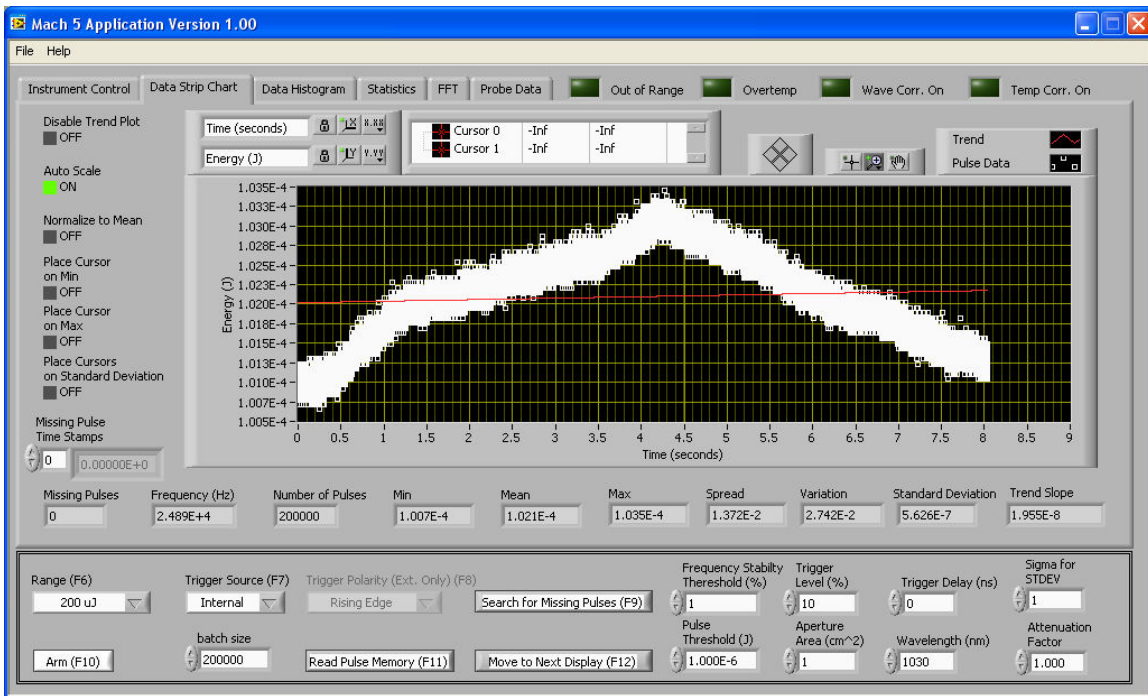 Mach 5 Application Version 1.00
File Help
Instrument Control Data Strip Chart Data Histogram Statistics FFT Probe Data Out of Range Overtemp Wave Corr. On Temp Corr. On
Disable Trend Plot
OFF
Auto Scale
ON
Normalize to Mean
OFF
Place Cursor
on Min
OFF
Place Cursor
on Max
OFF
Place Cursors
on Standard Deviation
OFF
Missing Pulse
Time Stamps
0 0.00000E+0
Time (seconds) X X.XX
Energy (J) Y Y.YY
Cursor 0 -Inf -Inf
Cursor 1 -Inf -Inf
Trend
Pulse Data
Energy (J)
1.035E-4
1.033E-4
1.030E-4
1.028E-4
1.025E-4
1.023E-4
1.020E-4
1.018E-4
1.015E-4
1.013E-4
1.010E-4
1.007E-4
1.005E-4
0 0.5 1 1.5 2 2.5 3 3.5 4 4.5 5 5.5 6 6.5 7 7.5 8 8.5 9
Time (seconds)
Missing Pulses Frequency (Hz) Number of Pulses Min Mean Max Spread Variation Standard Deviation Trend Slope
0 2.489E+4 200000 1.007E-4 1.021E-4 1.035E-4 1.372E-2 2.742E-2 5.626E-7 1.955E-8
Range (F6) Trigger Source (F7) Trigger Polarity (Ext. Only) (F8)
200 uJ Internal Rising Edge Search for Missing Pulses (F9)
Frequency Stabilty
Thereshold (%)
1
Trigger
Level (%)
10
Trigger Delay (ns)
0
Sigma for
STDEV
1
batch size
Arm (F10) 200000 Read Pulse Memory (F11) Move to Next Display (F12)
Pulse
Threshold (J)
1.000E-6
Aperture
Area (cm^2)
1
Wavelength (nm)
1030
Attenuation
Factor
1.000